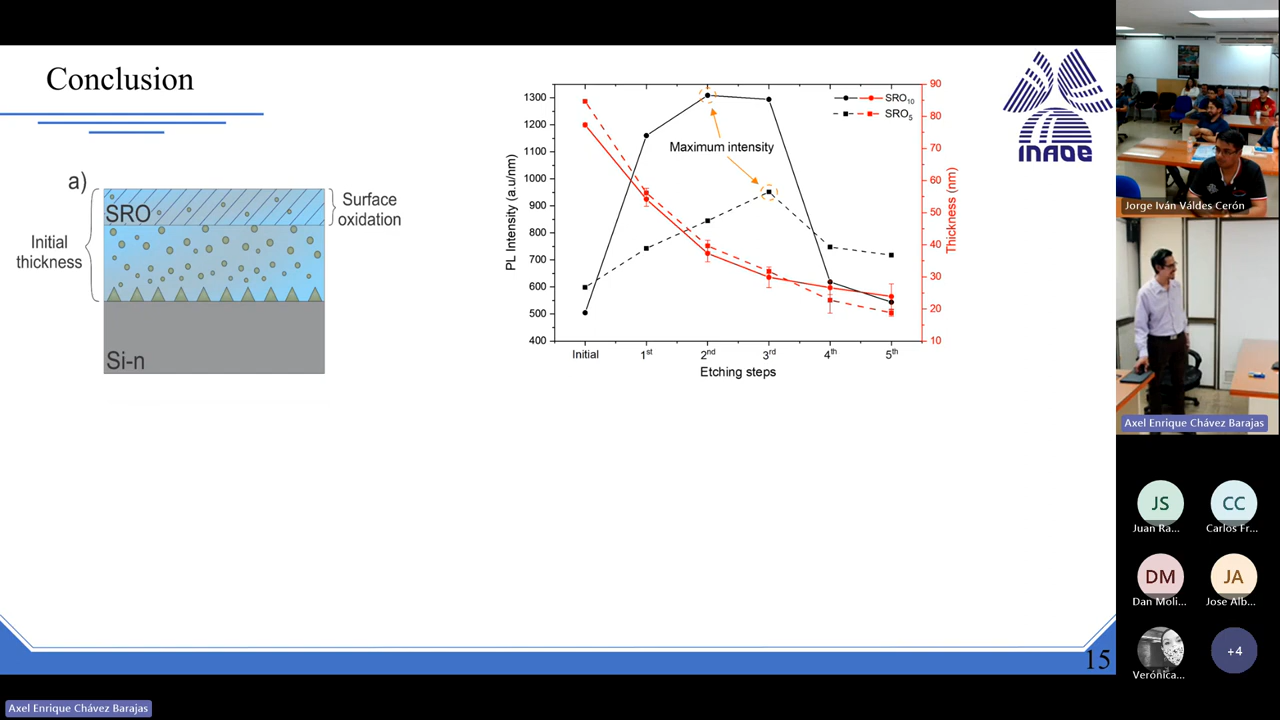 Conclusion
a)
SRO
Surface
oxidation
Initial
thickness
Si-n
PL Intensity (a.u/nm)
1300
1200
1100
1000
900
800
700
600
500
400
Initial
1st
2nd
3rd
4th
5th
Etching steps
Maximum intensity
SRO10
SRO5
90
80
70
60
50
40
30
20
10
Thickness (nm)
INAOE
15
Jorge Iván Váldes Cerón
Axel Enrique Chávez Barajas
JS
Juan Ra...
CC
Carlos Fr...
DM
Dan Moli...
JA
Jose Alb...
Verónica...
+4
Axel Enrique Chávez Barajas